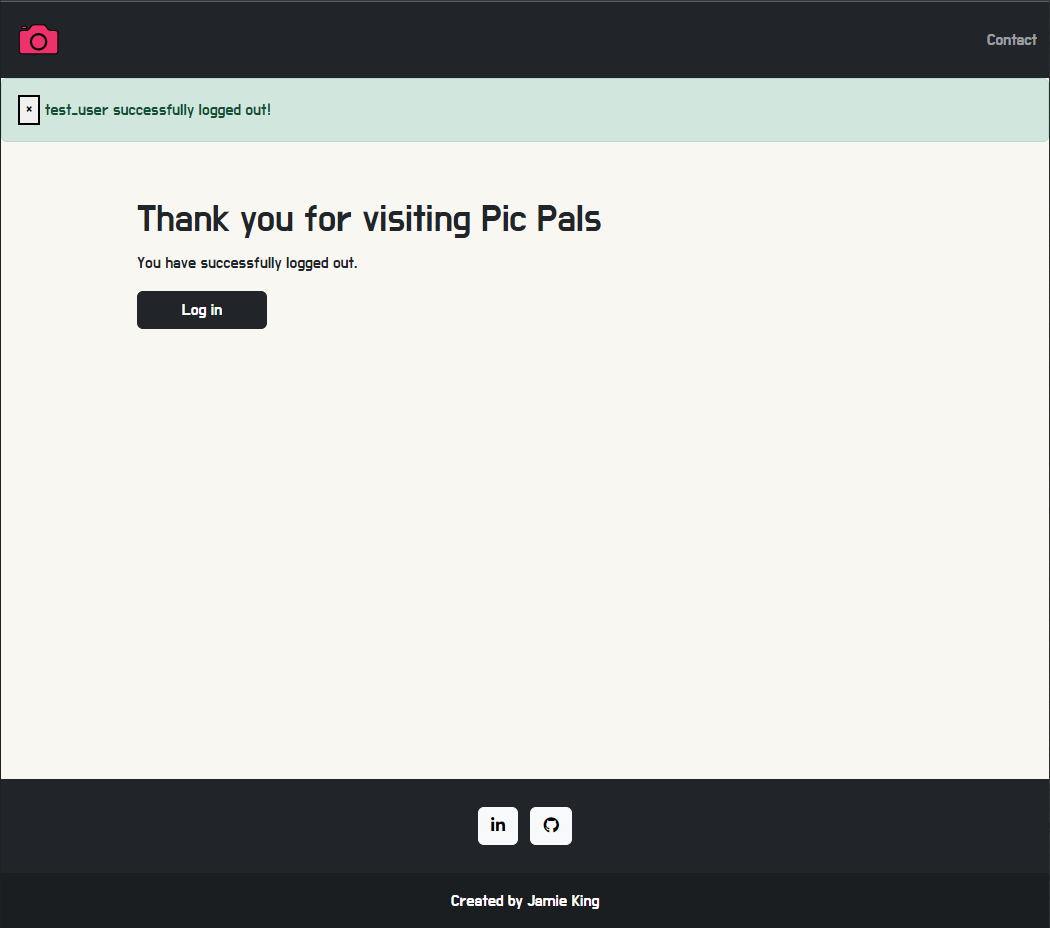 Contact
× test_user successfully logged out!
Thank you for visiting Pic Pals
You have successfully logged out.
Log in
in
Created by Jamie King